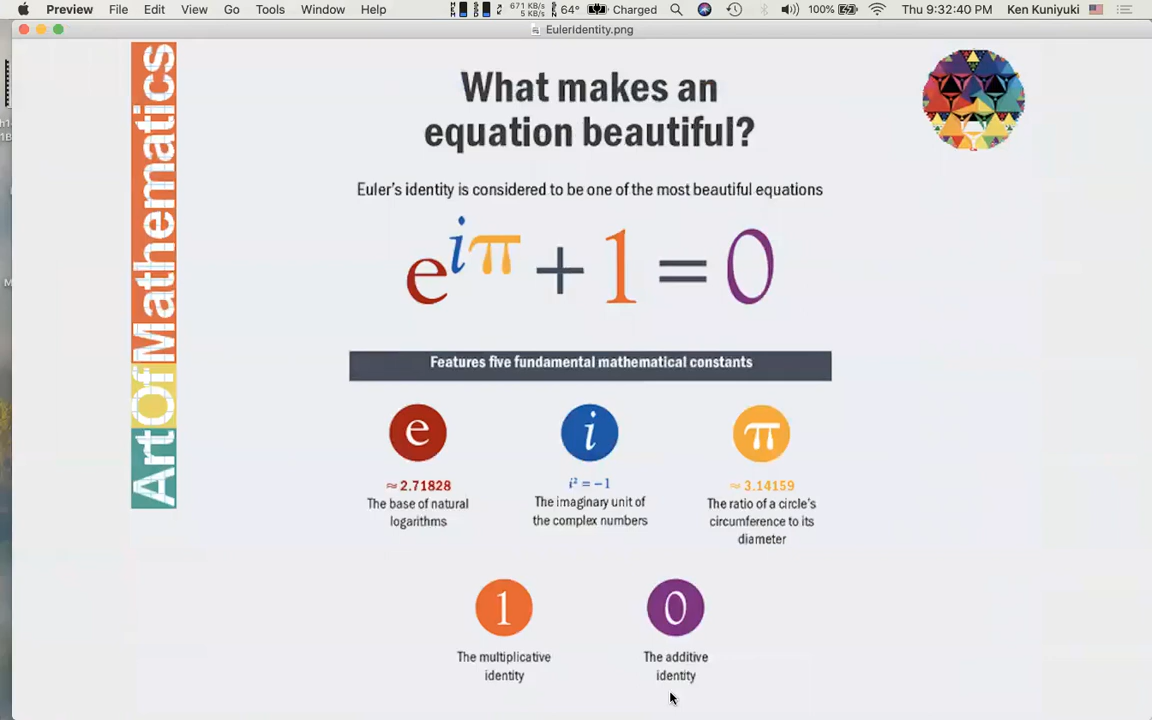 Preview File Edit View Go Tools Window Help 671 KB/s 5 KB/s 64° Charged 100% Thu 9:32:40 PM Ken Kuniyuki
EulerIdentity.png
ArtOfMathematics
What makes an
equation beautiful?
Euler's identity is considered to be one of the most beautiful equations
e^{iπ} + 1 = 0
Features five fundamental mathematical constants
e
≈ 2.71828
The base of natural
logarithms
i
i² = −1
The imaginary unit of
the complex numbers
π
≈ 3.14159
The ratio of a circle's
circumference to its
diameter
1
The multiplicative
identity
0
The additive
identity